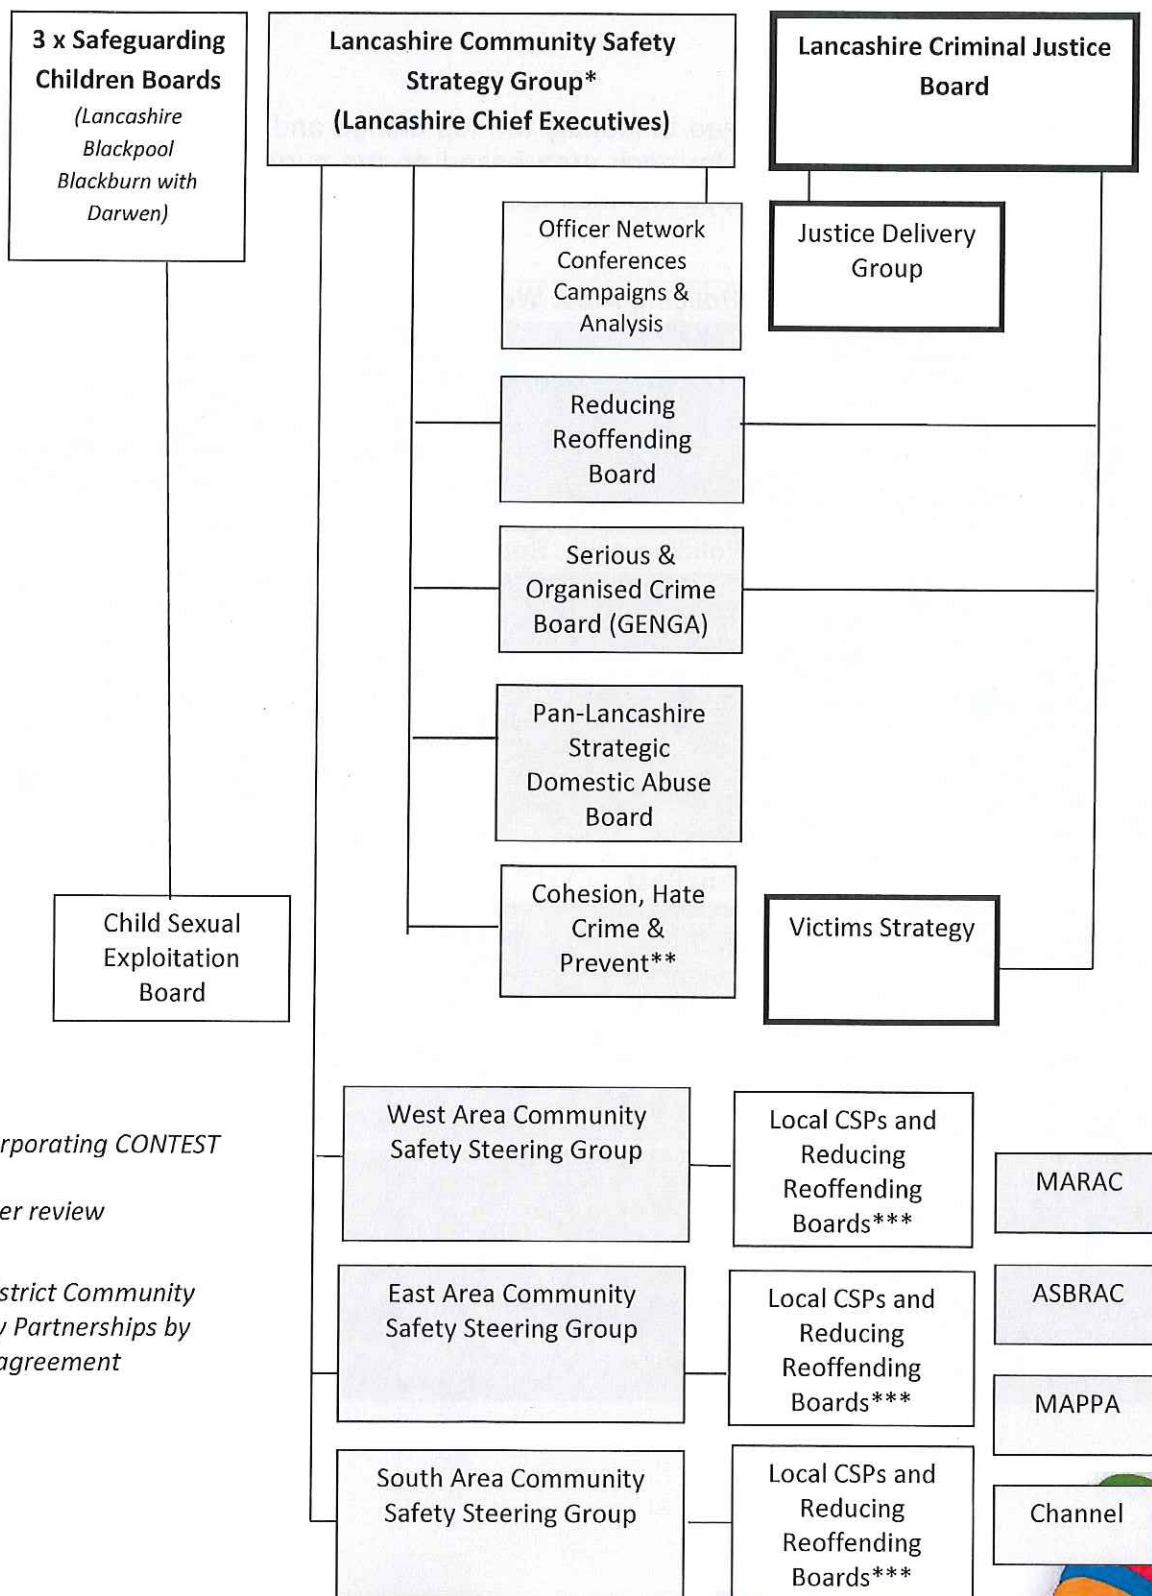 3 x Safeguarding
Children Boards
(Lancashire
Blackpool
Blackburn with
Darwen)
Lancashire Community Safety
Strategy Group*
(Lancashire Chief Executives)
Lancashire Criminal Justice
Board
Officer Network
Conferences
Campaigns &
Analysis
Justice Delivery
Group
Reducing
Reoffending
Board
Serious &
Organised Crime
Board (GENGA)
Pan-Lancashire
Strategic
Domestic Abuse
Board
Child Sexual
Exploitation
Board
Cohesion, Hate
Crime &
Prevent**
Victims Strategy
West Area Community
Safety Steering Group
Local CSPs and
Reducing
Reoffending
Boards***
MARAC
CONTEST
review
Community
Partnerships by
agreement
East Area Community
Safety Steering Group
Local CSPs and
Reducing
Reoffending
Boards***
ASBRAC
MAPPA
South Area Community
Safety Steering Group
Local CSPs and
Reducing
Reoffending
Boards***
Channel